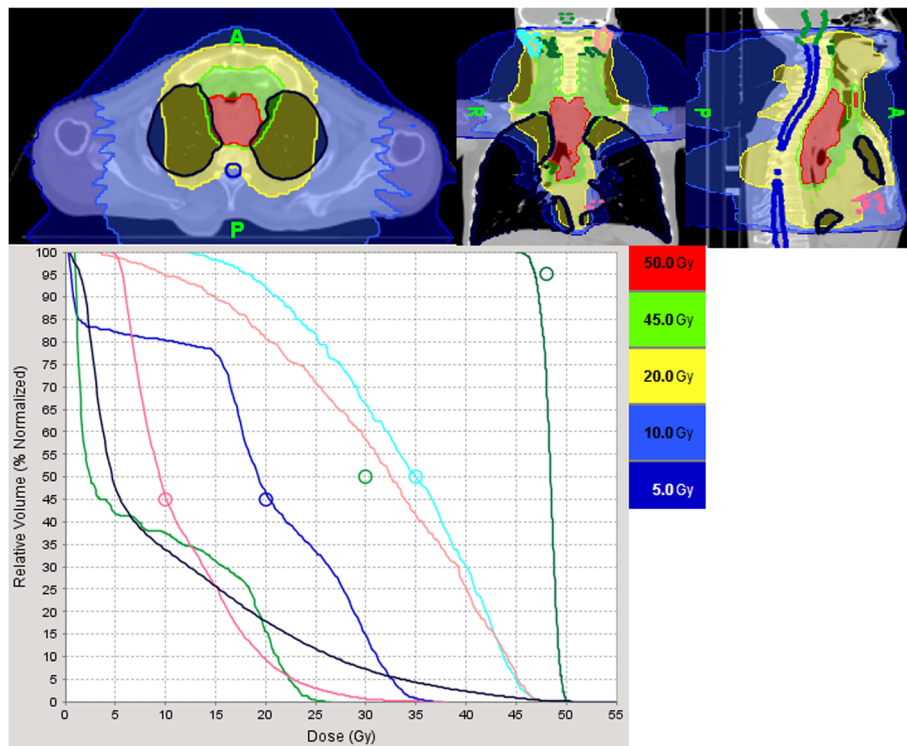 A
P
R
L
P
A
50.0 Gy
45.0 Gy
20.0 Gy
10.0 Gy
5.0 Gy
Relative Volume (% Normalized)
100
95
90
85
80
75
70
65
60
55
50
45
40
35
30
25
20
15
10
5
0
0 5 10 15 20 25 30 35 40 45 50 55
Dose (Gy)